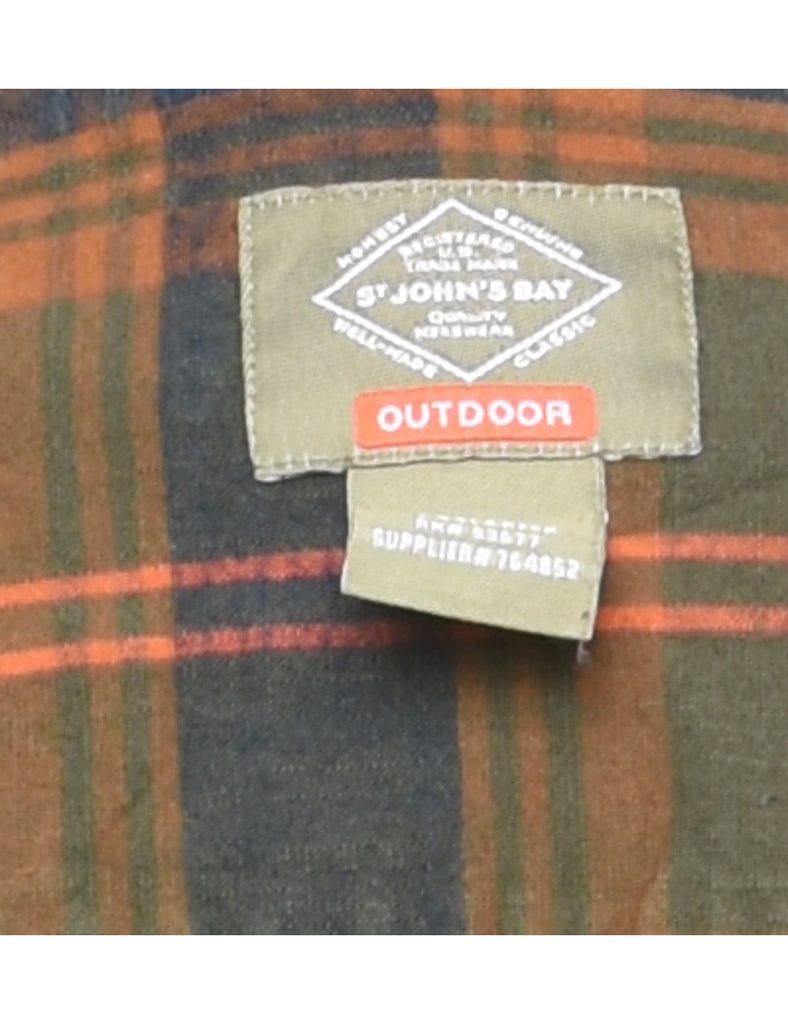 HONEST GENUINE
REGISTERED
U.S.
TRADE MARK
ST JOHN'S BAY
QUALITY
MENSWEAR
WELL-MADE CLASSIC
OUTDOOR
RN# 93677
SUPPLIER# 764852